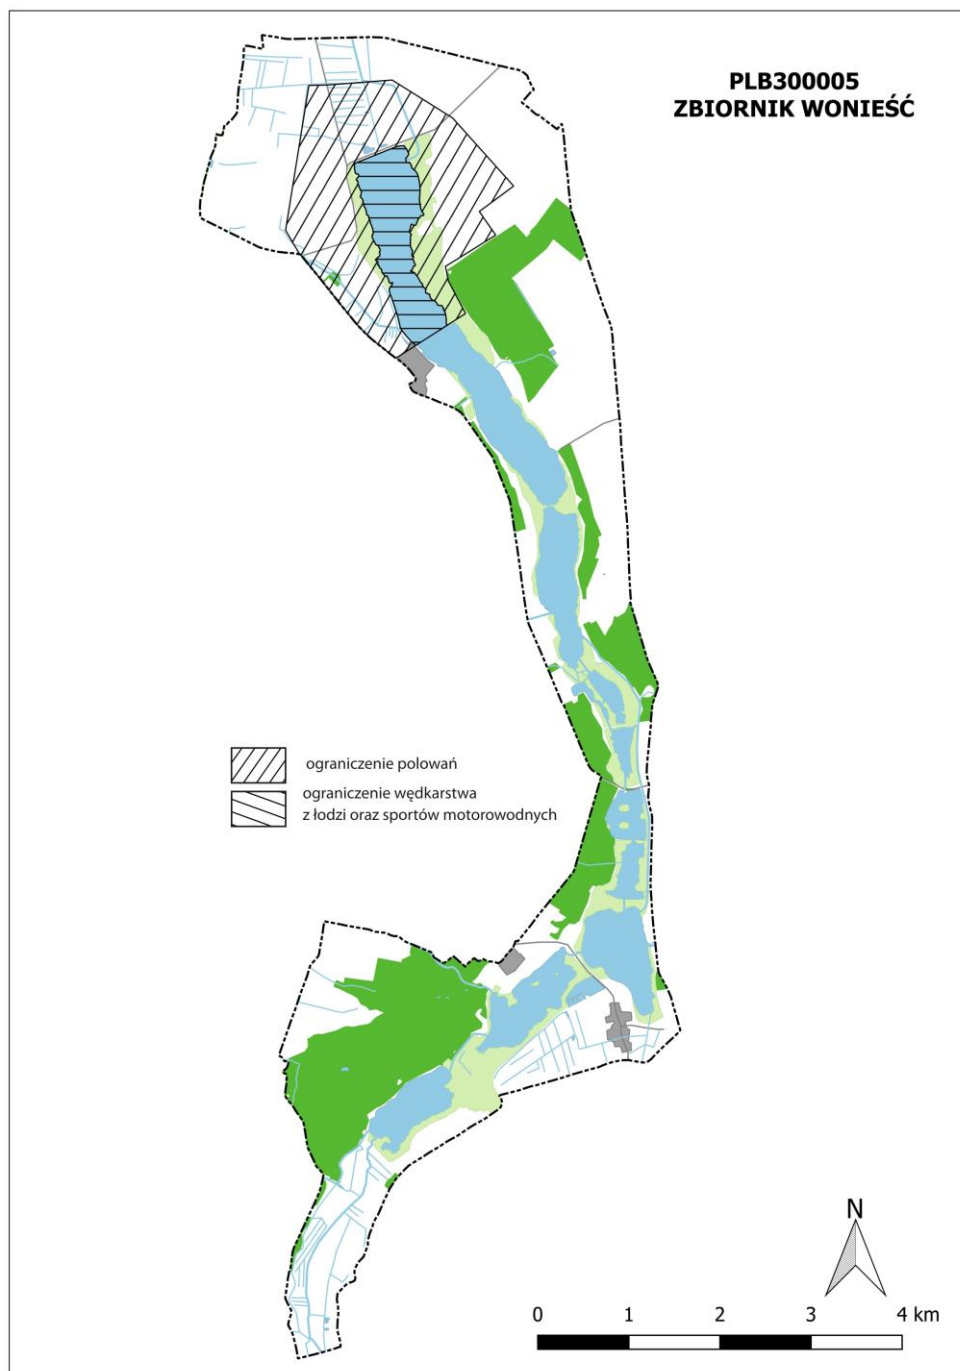 PLB300005
ZBIORNIK WONIEŚĆ
ograniczenie polowań
ograniczenie wędkarstwa
z łodzi oraz sportów motorowodnych
N
0 1 2 3 4 km